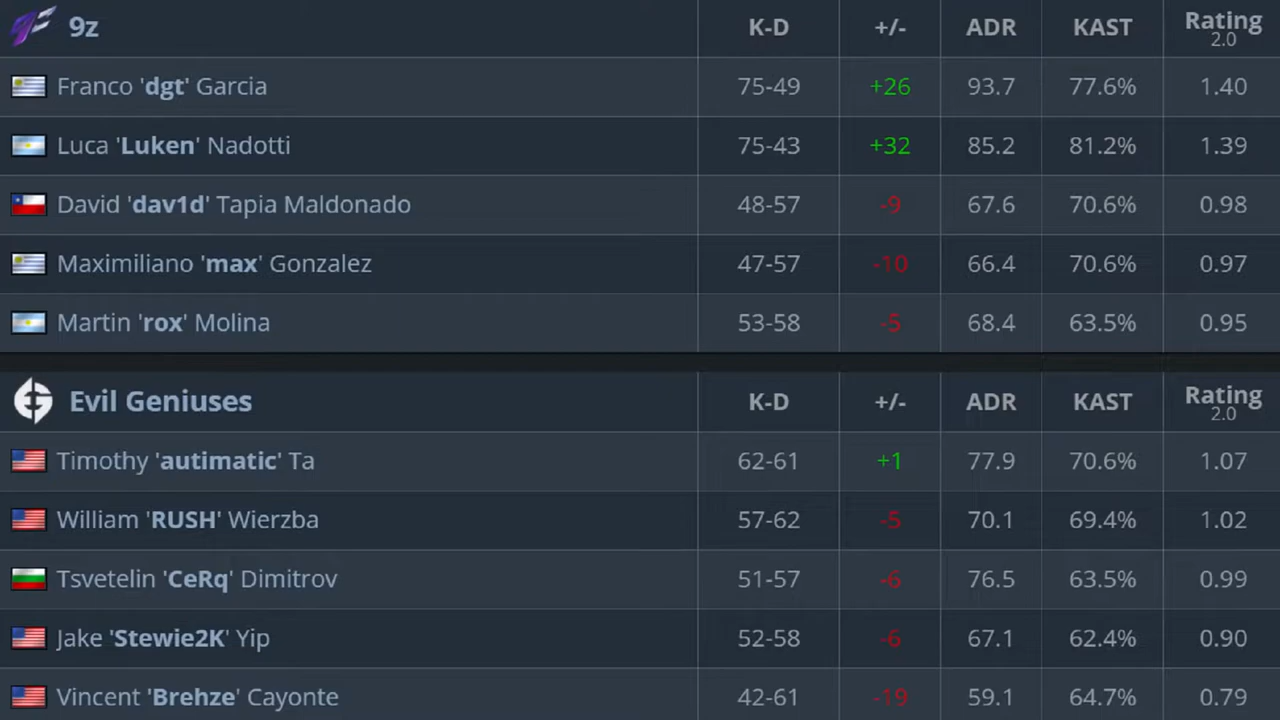 9z K-D +/- ADR KAST Rating 2.0
Franco 'dgt' Garcia 75-49 +26 93.7 77.6% 1.40
Luca 'Luken' Nadotti 75-43 +32 85.2 81.2% 1.39
David 'dav1d' Tapia Maldonado 48-57 -9 67.6 70.6% 0.98
Maximiliano 'max' Gonzalez 47-57 -10 66.4 70.6% 0.97
Martin 'rox' Molina 53-58 -5 68.4 63.5% 0.95
Evil Geniuses K-D +/- ADR KAST Rating 2.0
Timothy 'autimatic' Ta 62-61 +1 77.9 70.6% 1.07
William 'RUSH' Wierzba 57-62 -5 70.1 69.4% 1.02
Tsvetelin 'CeRq' Dimitrov 51-57 -6 76.5 63.5% 0.99
Jake 'Stewie2K' Yip 52-58 -6 67.1 62.4% 0.90
Vincent 'Brehze' Cayonte 42-61 -19 59.1 64.7% 0.79